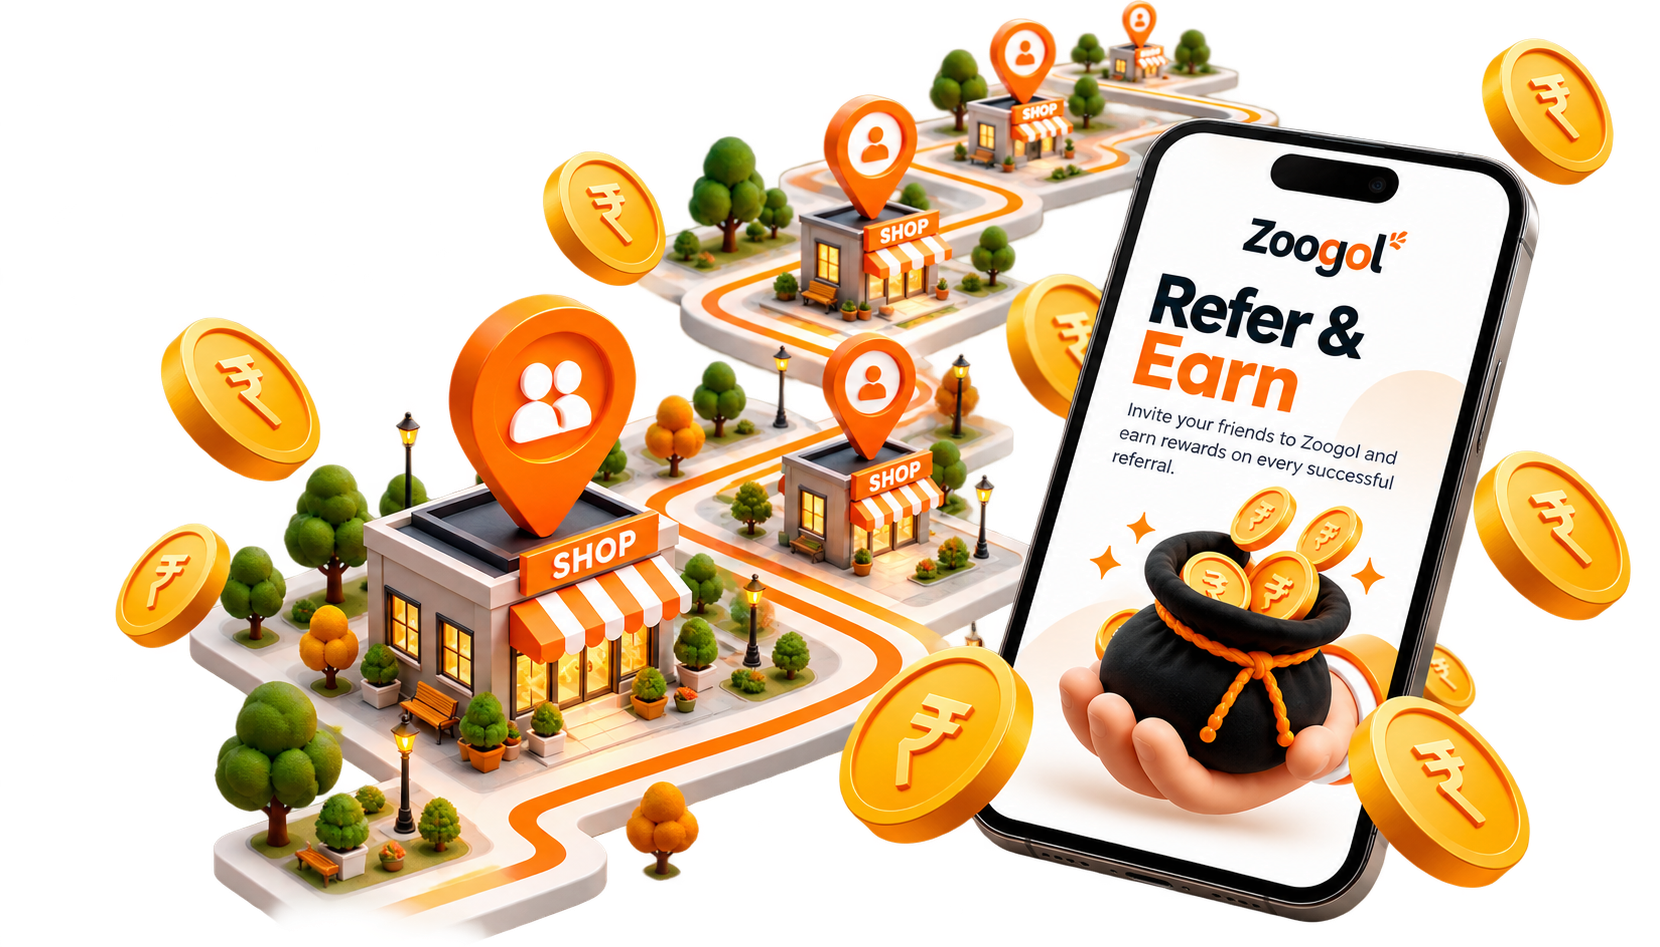 SHOP
SHOP
SHOP
SHOP
Zoogol
Refer &
Earn
Invite your friends to Zoogol and
earn rewards on every successful
referral.